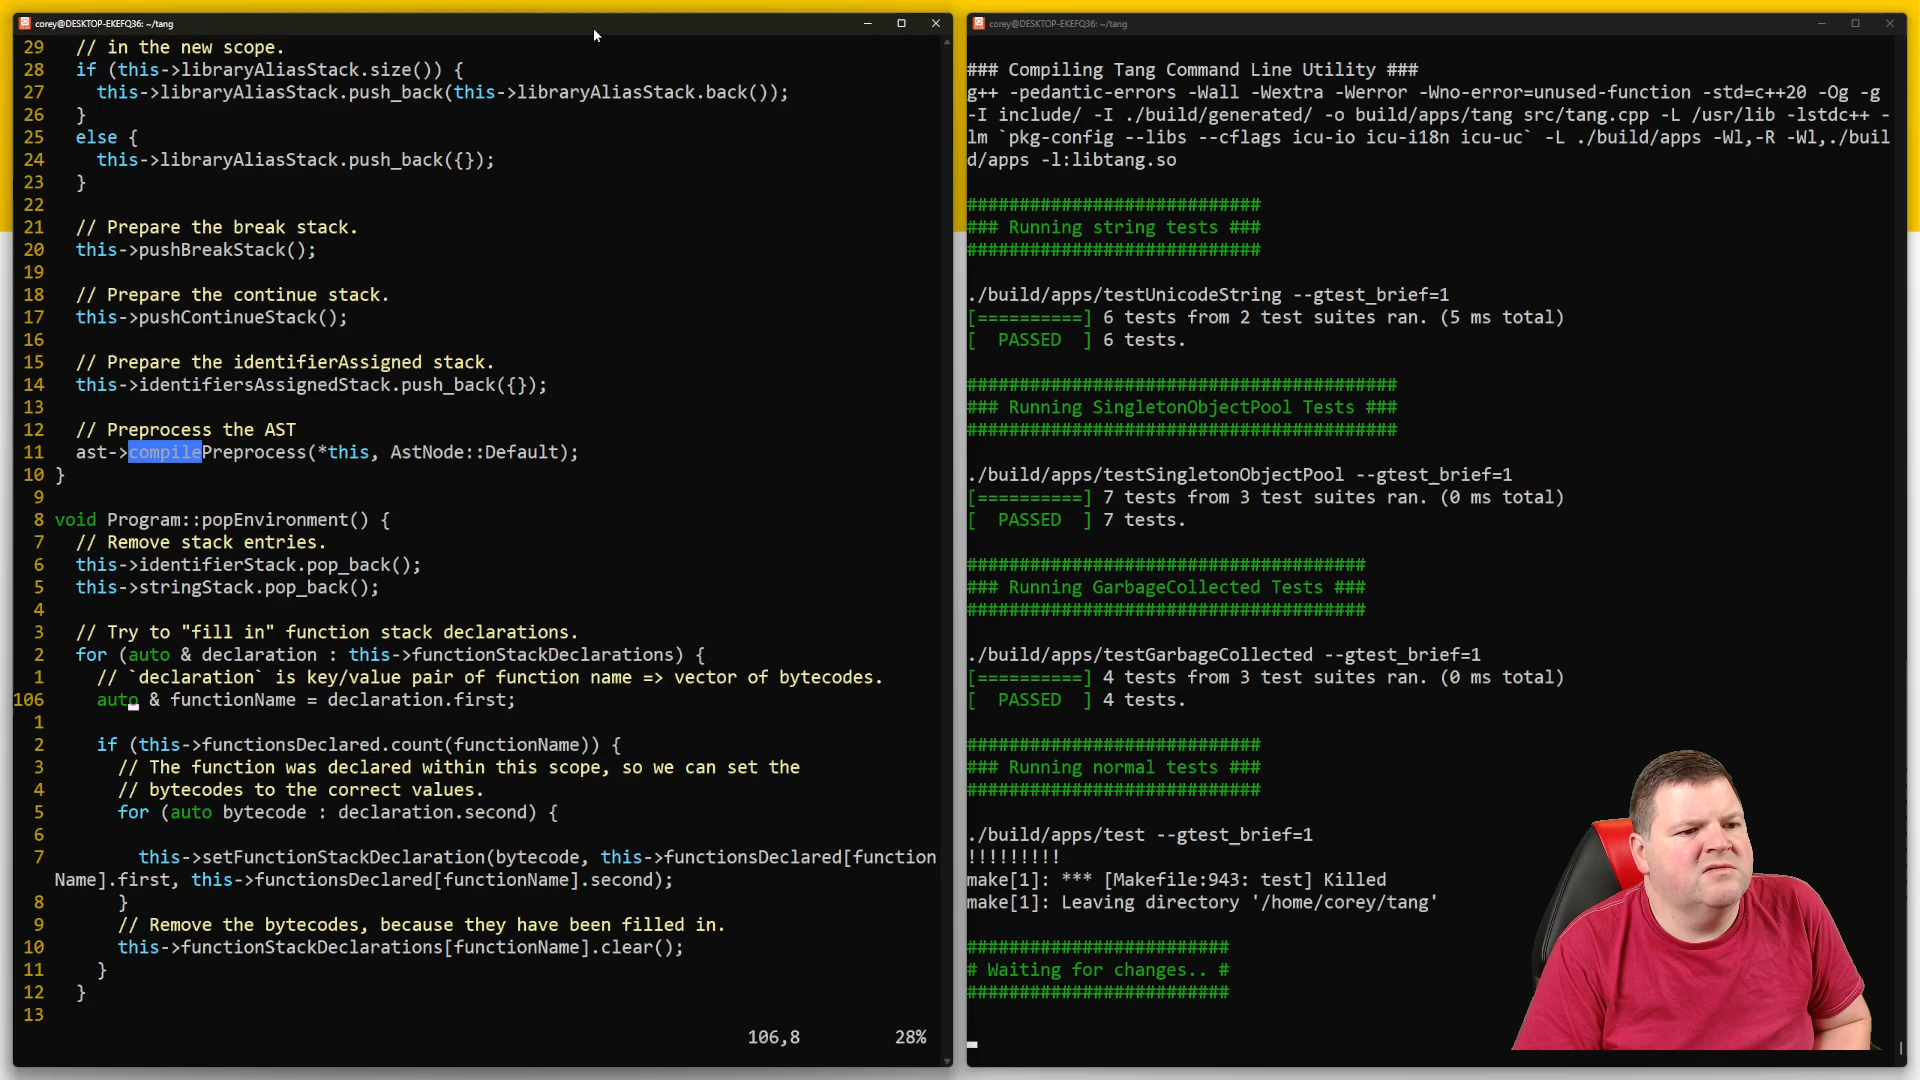 corey@DESKTOP-EKEFQ36: ~/tang
29 // in the new scope.
28 if (this->libraryAliasStack.size()) {
27 this->libraryAliasStack.push_back(this->libraryAliasStack.back());
26 }
25 else {
24 this->libraryAliasStack.push_back({});
23 }
22
21 // Prepare the break stack.
20 this->pushBreakStack();
19
18 // Prepare the continue stack.
17 this->pushContinueStack();
16
15 // Prepare the identifierAssigned stack.
14 this->identifiersAssignedStack.push_back({});
13
12 // Preprocess the AST
11 ast->compilePreprocess(*this, AstNode::Default);
10 }
9
8 void Program::popEnvironment() {
7 // Remove stack entries.
6 this->identifierStack.pop_back();
5 this->stringStack.pop_back();
4
3 // Try to "fill in" function stack declarations.
2 for (auto & declaration : this->functionStackDeclarations) {
1 // `declaration` is key/value pair of function name => vector of bytecodes.
106 auto & functionName = declaration.first;
1
2 if (this->functionsDeclared.count(functionName)) {
3 // The function was declared within this scope, so we can set the
4 // bytecodes to the correct values.
5 for (auto bytecode : declaration.second) {
6
7 this->setFunctionStackDeclaration(bytecode, this->functionsDeclared[function
Name].first, this->functionsDeclared[functionName].second);
8 }
9 // Remove the bytecodes, because they have been filled in.
10 this->functionStackDeclarations[functionName].clear();
11 }
12 }
13
106,8 28%
corey@DESKTOP-EKEFQ36: ~/tang
### Compiling Tang Command Line Utility ###
g++ -pedantic-errors -Wall -Wextra -Werror -Wno-error=unused-function -std=c++20 -Og -g
-I include/ -I ./build/generated/ -o build/apps/tang src/tang.cpp -L /usr/lib -lstdc++ -
lm `pkg-config --libs --cflags icu-io icu-i18n icu-uc` -L ./build/apps -Wl,-R -Wl,./buil
d/apps -l:libtang.so
############################
### Running string tests ###
############################
./build/apps/testUnicodeString --gtest_brief=1
[==========] 6 tests from 2 test suites ran. (5 ms total)
[  PASSED  ] 6 tests.
#########################################
### Running SingletonObjectPool Tests ###
#########################################
./build/apps/testSingletonObjectPool --gtest_brief=1
[==========] 7 tests from 3 test suites ran. (0 ms total)
[  PASSED  ] 7 tests.
######################################
### Running GarbageCollected Tests ###
######################################
./build/apps/testGarbageCollected --gtest_brief=1
[==========] 4 tests from 3 test suites ran. (0 ms total)
[  PASSED  ] 4 tests.
############################
### Running normal tests ###
############################
./build/apps/test --gtest_brief=1
!!!!!!!!!
make[1]: *** [Makefile:943: test] Killed
make[1]: Leaving directory '/home/corey/tang'
#########################
# Waiting for changes.. #
#########################